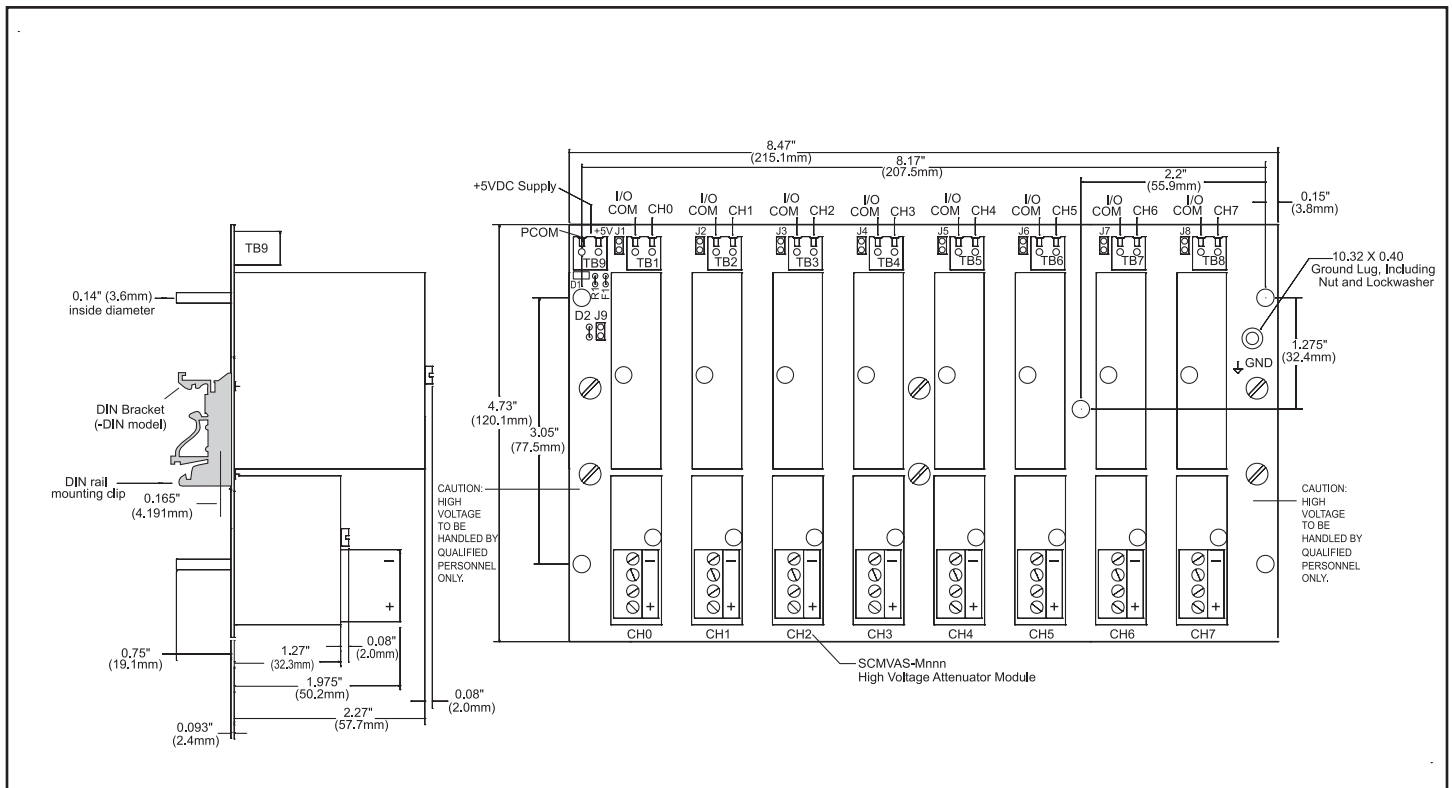 8.47"
(215.1mm)
8.17"
(207.5mm)
2.2"
(55.9mm)
0.15"
(3.8mm)
+5VDC Supply
PCOM
+5V
I/O
COM CH0
I/O
COM CH1
I/O
COM CH2
I/O
COM CH3
I/O
COM CH4
I/O
COM CH5
I/O
COM CH6
I/O
COM CH7
J1
J2
J3
J4
J5
J6
J7
J8
TB9
TB9
TB1
TB2
TB3
TB4
TB5
TB6
TB7
TB8
D1
R1
F1
D2 J9
10.32 X 0.40
Ground Lug, Including
Nut and Lockwasher
0.14" (3.6mm)
inside diameter
1.275"
(32.4mm)
GND
DIN Bracket
(-DIN model)
4.73"
(120.1mm)
3.05"
(77.5mm)
DIN rail
mounting clip
0.165"
(4.191mm)
CAUTION:
HIGH
VOLTAGE
TO BE
HANDLED BY
QUALIFIED
PERSONNEL
ONLY.
CAUTION:
HIGH
VOLTAGE
TO BE
HANDLED BY
QUALIFIED
PERSONNEL
ONLY.
–
+
– – – – – – – –
+ + + + + + + +
CH0 CH1 CH2 CH3 CH4 CH5 CH6 CH7
0.75"
(19.1mm)
1.27"
(32.3mm)
0.08"
(2.0mm)
1.975"
(50.2mm)
0.08"
(2.0mm)
2.27"
(57.7mm)
0.093"
(2.4mm)
SCMVAS-Mnnn
High Voltage Attenuator Module